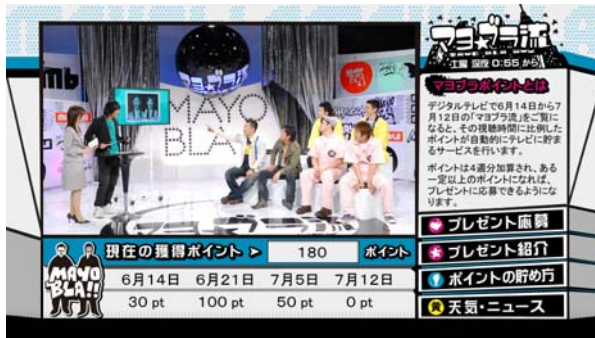 マヨ★ブラ流
土曜 深夜 0:55 から
マヨブラポイントとは
デジタルテレビで6月14日から7
月12日の「マヨブラ流」をご覧に
なると、その視聴時間に比例した
ポイントが自動的にテレビに貯ま
るサービスを行います。
ポイントは4週分加算され、ある
一定以上のポイントになれば、
プレゼントに応募できるようにな
ります。
プレゼント応募
プレゼント紹介
ポイントの貯め方
黄 天気・ニュース
mb
MAYO
BLA
現在の獲得ポイント 180 ポイント
6月14日 6月21日 7月5日 7月12日
30 pt 100 pt 50 pt 0 pt
MAYO
BLA!!